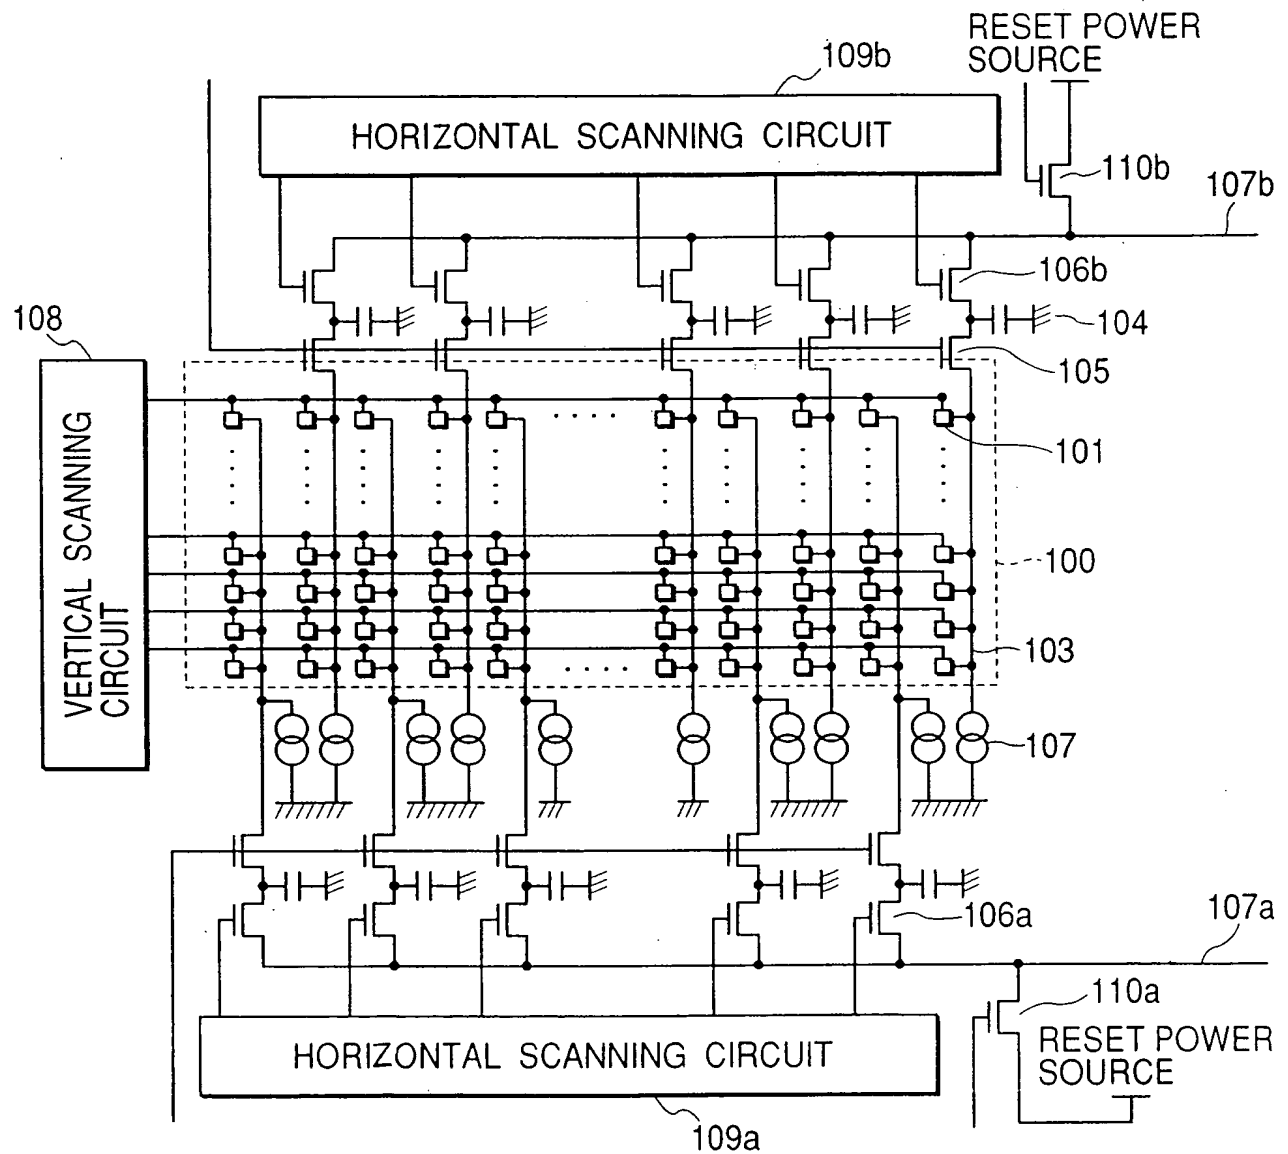 RESET POWER
SOURCE
109b
HORIZONTAL SCANNING CIRCUIT
110b
107b
106b
104
108
105
101
VERTICAL SCANNING
CIRCUIT
100
103
107
106a
107a
110a
RESET POWER
SOURCE
HORIZONTAL SCANNING CIRCUIT
109a